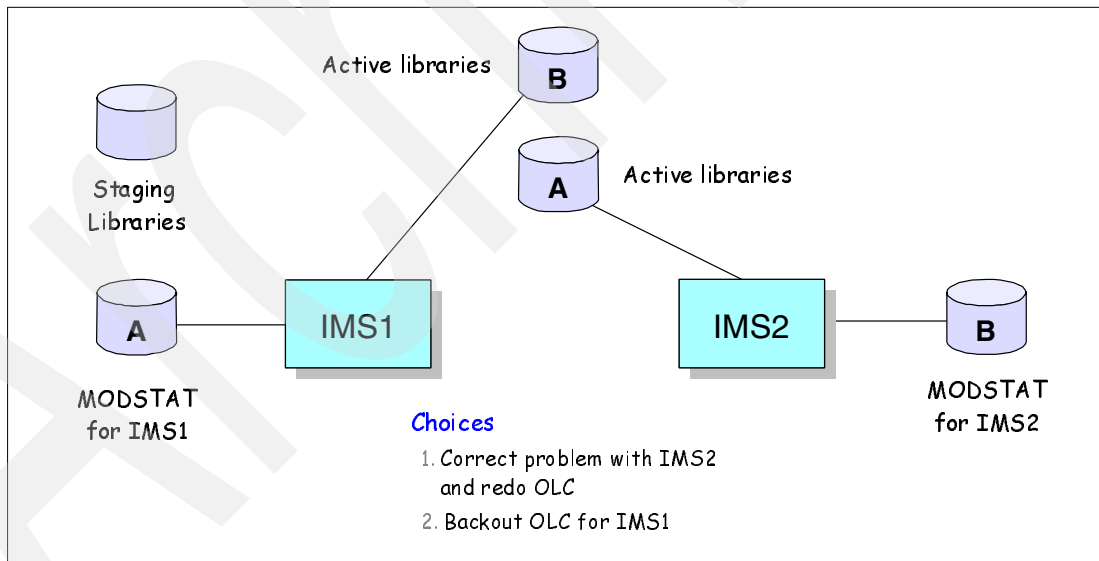 Active libraries
B
Staging
Libraries
A
Active libraries
A
IMS1
IMS2
B
MODSTAT
for IMS1
MODSTAT
for IMS2
Choices
1. Correct problem with IMS2
and redo OLC
2. Backout OLC for IMS1